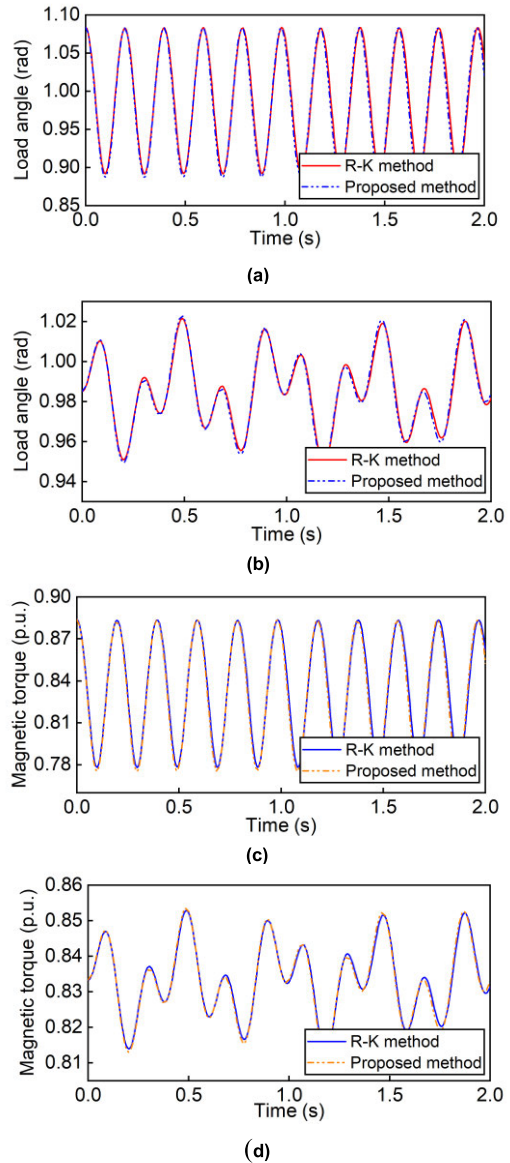 1.10
1.05
1.00
0.95
0.90
0.85
Load angle (rad)
R-K method
Proposed method
0.0 0.5 1.0 1.5 2.0
Time (s)
(a)
1.02
1.00
0.98
0.96
0.94
Load angle (rad)
R-K method
Proposed method
0.0 0.5 1.0 1.5 2.0
Time (s)
(b)
0.90
0.87
0.84
0.81
0.78
Magnetic torque (p.u.)
R-K method
Proposed method
0.0 0.5 1.0 1.5 2.0
Time (s)
(c)
0.86
0.85
0.84
0.83
0.82
0.81
Magnetic torque (p.u.)
R-K method
Proposed method
0.0 0.5 1.0 1.5 2.0
Time (s)
(d)